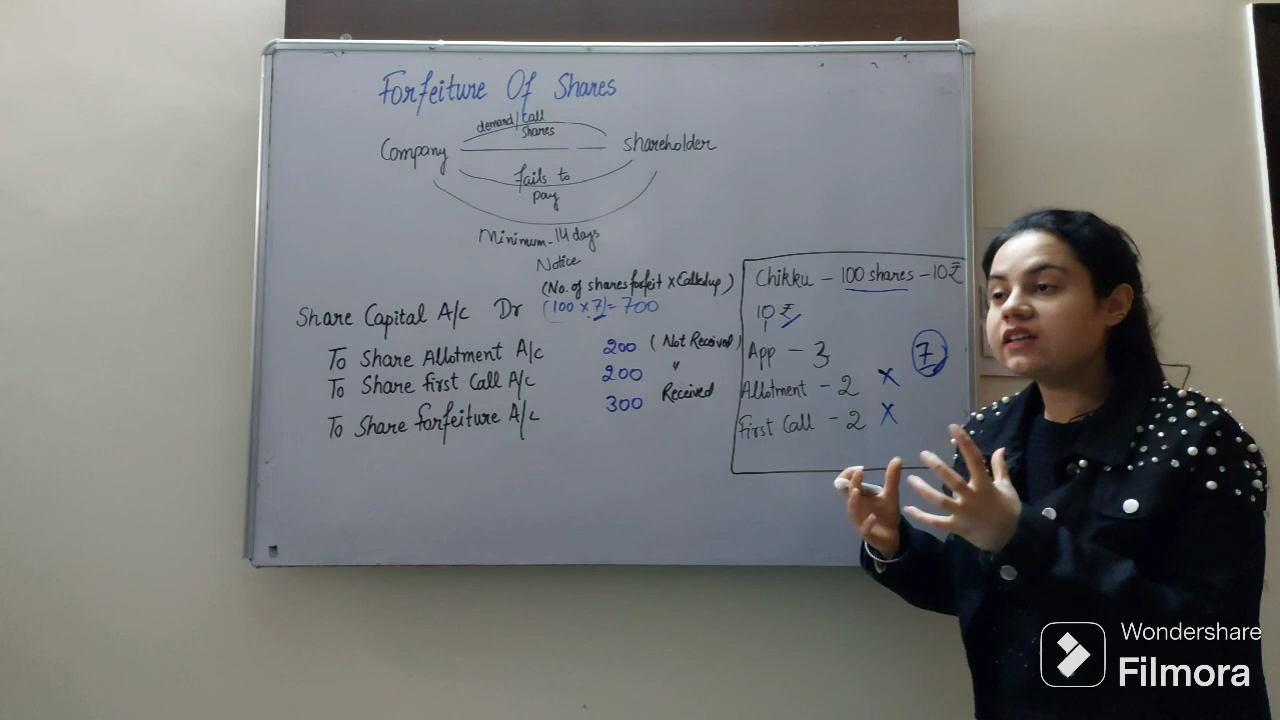 Forfeiture Of Shares
demand/call
shares
Company
shareholder
Fails to
pay
Minimum - 14 days
Notice
(No. of shares forfeit x Called up)
Share Capital A/c Dr (100 x 7) = 700
To Share Allotment A/c 200 (Not Received)
To Share First Call A/c 200 "
To Share Forfeiture A/c 300 Received
Chikku - 100 shares - 10₹
10 ₹
App - 3
7
Allotment - 2 X
First Call - 2 X
Wondershare
Filmora